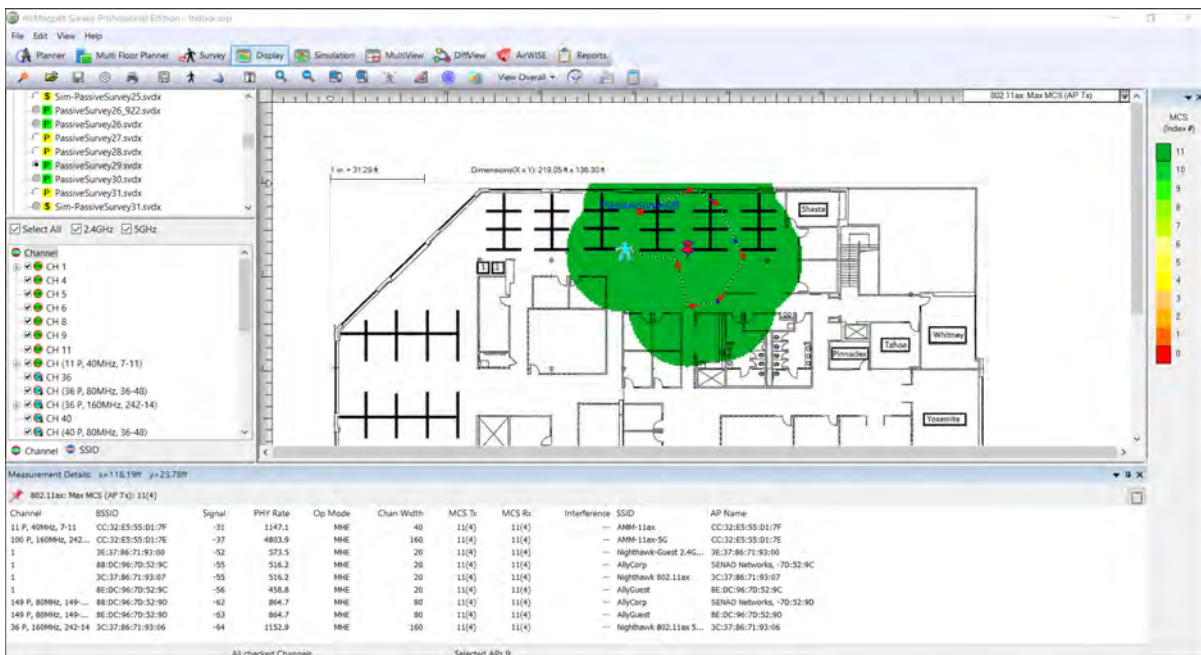 AirMagnet Survey Professional Edition - Indoor.srp
File Edit View Help
Planner Multi Floor Planner Survey Display Simulation MultiView DiffView AirWISE Reports
View Overall
Sim-PassiveSurvey25.svdx
PassiveSurvey26_922.svdx
PassiveSurvey26.svdx
PassiveSurvey27.svdx
PassiveSurvey28.svdx
PassiveSurvey29.svdx
PassiveSurvey30.svdx
PassiveSurvey31.svdx
Sim-PassiveSurvey31.svdx
Select All 2.4GHz 5GHz
Channel
CH 1
CH 4
CH 5
CH 6
CH 8
CH 9
CH 11
CH (11 P, 40MHz, 7-11)
CH 36
CH (36 P, 80MHz, 36-48)
CH (36 P, 160MHz, 242-14)
CH 40
CH (40 P, 80MHz, 36-48)
Channel SSID
802.11ax: Max MCS (AP Tx)
1 in = 31.29 ft Dimensions(X x Y): 219.05 ft x 136.30 ft
PassiveSurvey29
Shasta
1 1
Whitney
Tahoe
Pinnacles
Yosemite
MCS
(Index #)
11
10
9
8
7
6
5
4
3
2
1
0
Measurement Details: x=118.19ft y=23.78ft
802.11ax: Max MCS (AP Tx): 11(4)
Channel BSSID Signal PHY Rate Op Mode Chan Width MCS Tx MCS Rx Interference SSID AP Name
11 P, 40MHz, 7-11 CC:32:E5:55:D1:7F -31 1147.1 MHE 40 11(4) 11(4) -- AMM-11ax CC:32:E5:55:D1:7F
100 P, 160MHz, 242... CC:32:E5:55:D1:7E -37 4803.9 MHE 160 11(4) 11(4) -- AMM-11ax-5G CC:32:E5:55:D1:7E
1 3E:37:86:71:93:00 -52 573.5 MHE 20 11(4) 11(4) -- Nighthawk-Guest 2.4G... 3E:37:86:71:93:00
1 88:DC:96:7D:52:9C -55 516.2 MHE 20 11(4) 11(4) -- AllyCorp SENAO Networks, -7D:52:9C
1 3C:37:86:71:93:07 -55 516.2 MHE 20 11(4) 11(4) -- Nighthawk 802.11ax 3C:37:86:71:93:07
1 8E:DC:96:7D:52:9C -56 458.8 MHE 20 11(4) 11(4) -- AllyGuest 8E:DC:96:7D:52:9C
149 P, 80MHz, 149-... 88:DC:96:7D:52:9D -62 864.7 MHE 80 11(4) 11(4) -- AllyCorp SENAO Networks, -7D:52:9D
149 P, 80MHz, 149-... 8E:DC:96:7D:52:9D -63 864.7 MHE 80 11(4) 11(4) -- AllyGuest 8E:DC:96:7D:52:9D
36 P, 160MHz, 242-14 3C:37:86:71:93:06 -64 1152.9 MHE 160 11(4) 11(4) -- Nighthawk 802.11ax 5... 3C:37:86:71:93:06
All checked Channels Selected APs 9